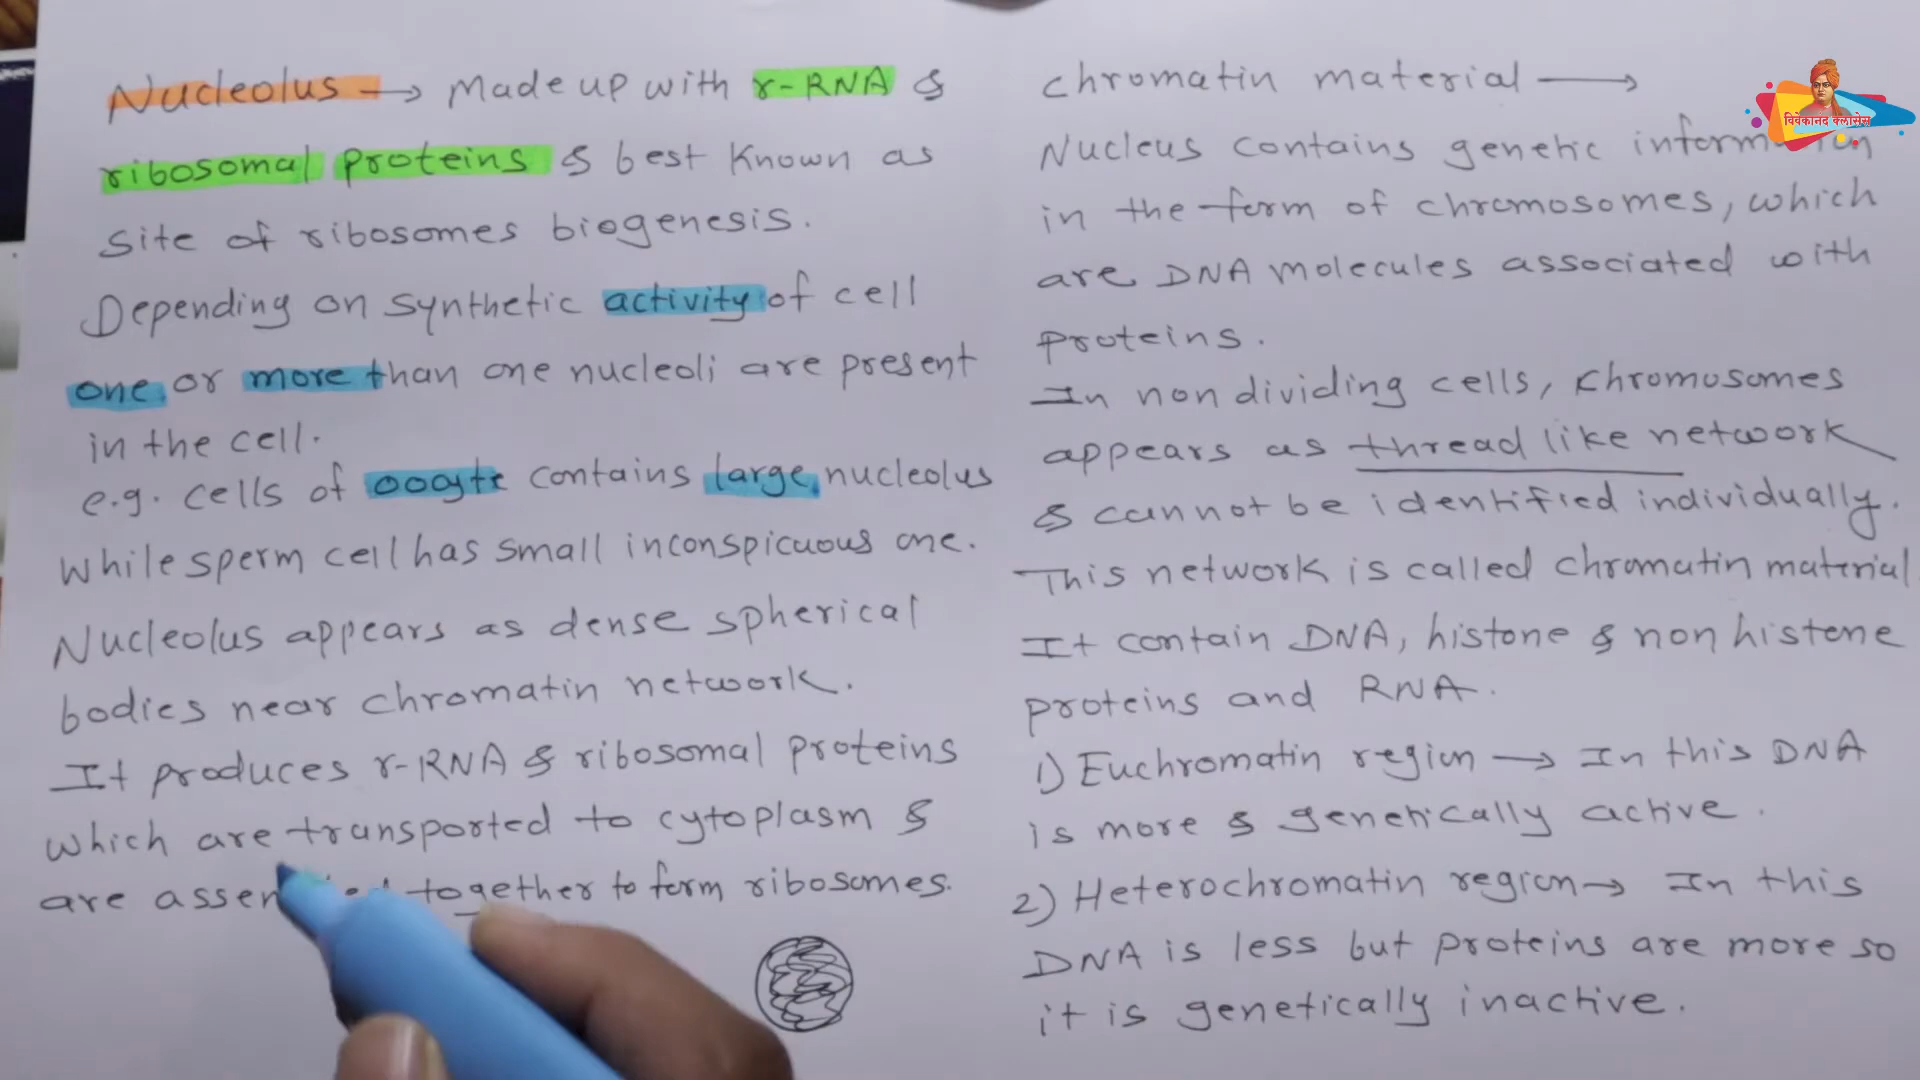 Nucleolus → Made up with r-RNA &
ribosomal proteins & best known as
site of ribosomes biogenesis.
Depending on synthetic activity of cell
one or more than one nucleoli are present
in the cell.
e.g. cells of oocyte contains large nucleolus
while sperm cell has small inconspicuous one.
Nucleolus appears as dense spherical
bodies near chromatin network.
It produces r-RNA & ribosomal proteins
which are transported to cytoplasm &
are together to form ribosomes.
chromatin material →
Nucleus contains genetic information
in the form of chromosomes, which
are DNA molecules associated with
proteins.
In non dividing cells, chromosomes
appears as thread like network
& cannot be identified individually.
This network is called chromatin material
It contain DNA, histone & non histone
proteins and RNA.
1) Euchromatin region → In this DNA
is more & genetically active.
2) Heterochromatin region → In this
DNA is less but proteins are more so
it is genetically inactive.
विवेकानंद क्लासेस